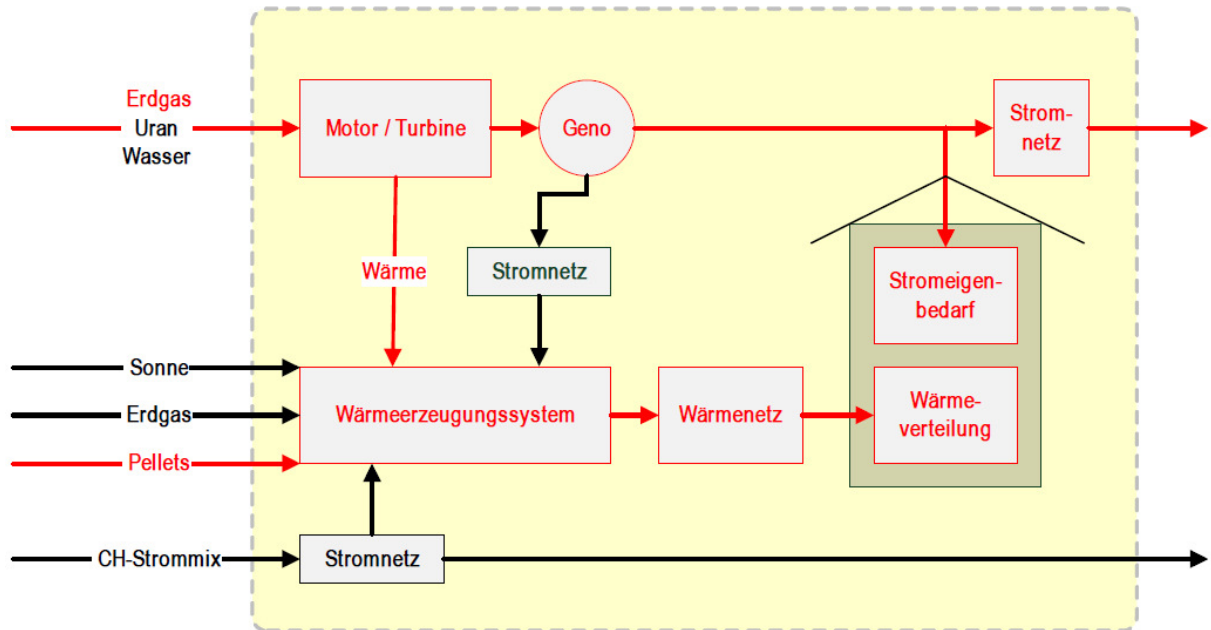 Erdgas
Uran
Wasser
Motor / Turbine
Geno
Strom-
netz
Wärme
Stromnetz
Stromeigen-
bedarf
Sonne
Erdgas
Pellets
Wärmeerzeugungssystem
Wärmenetz
Wärme-
verteilung
CH-Strommix
Stromnetz